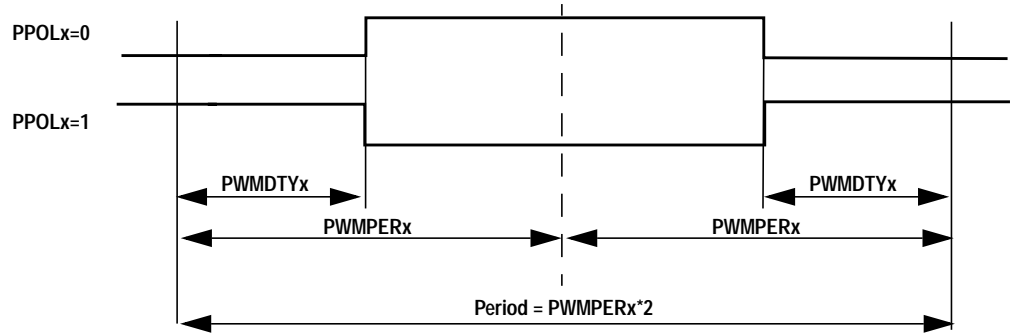 PPOLx=0
PPOLx=1
PWMDTYx
PWMDTYx
PWMPERx
PWMPERx
Period = PWMPERx*2